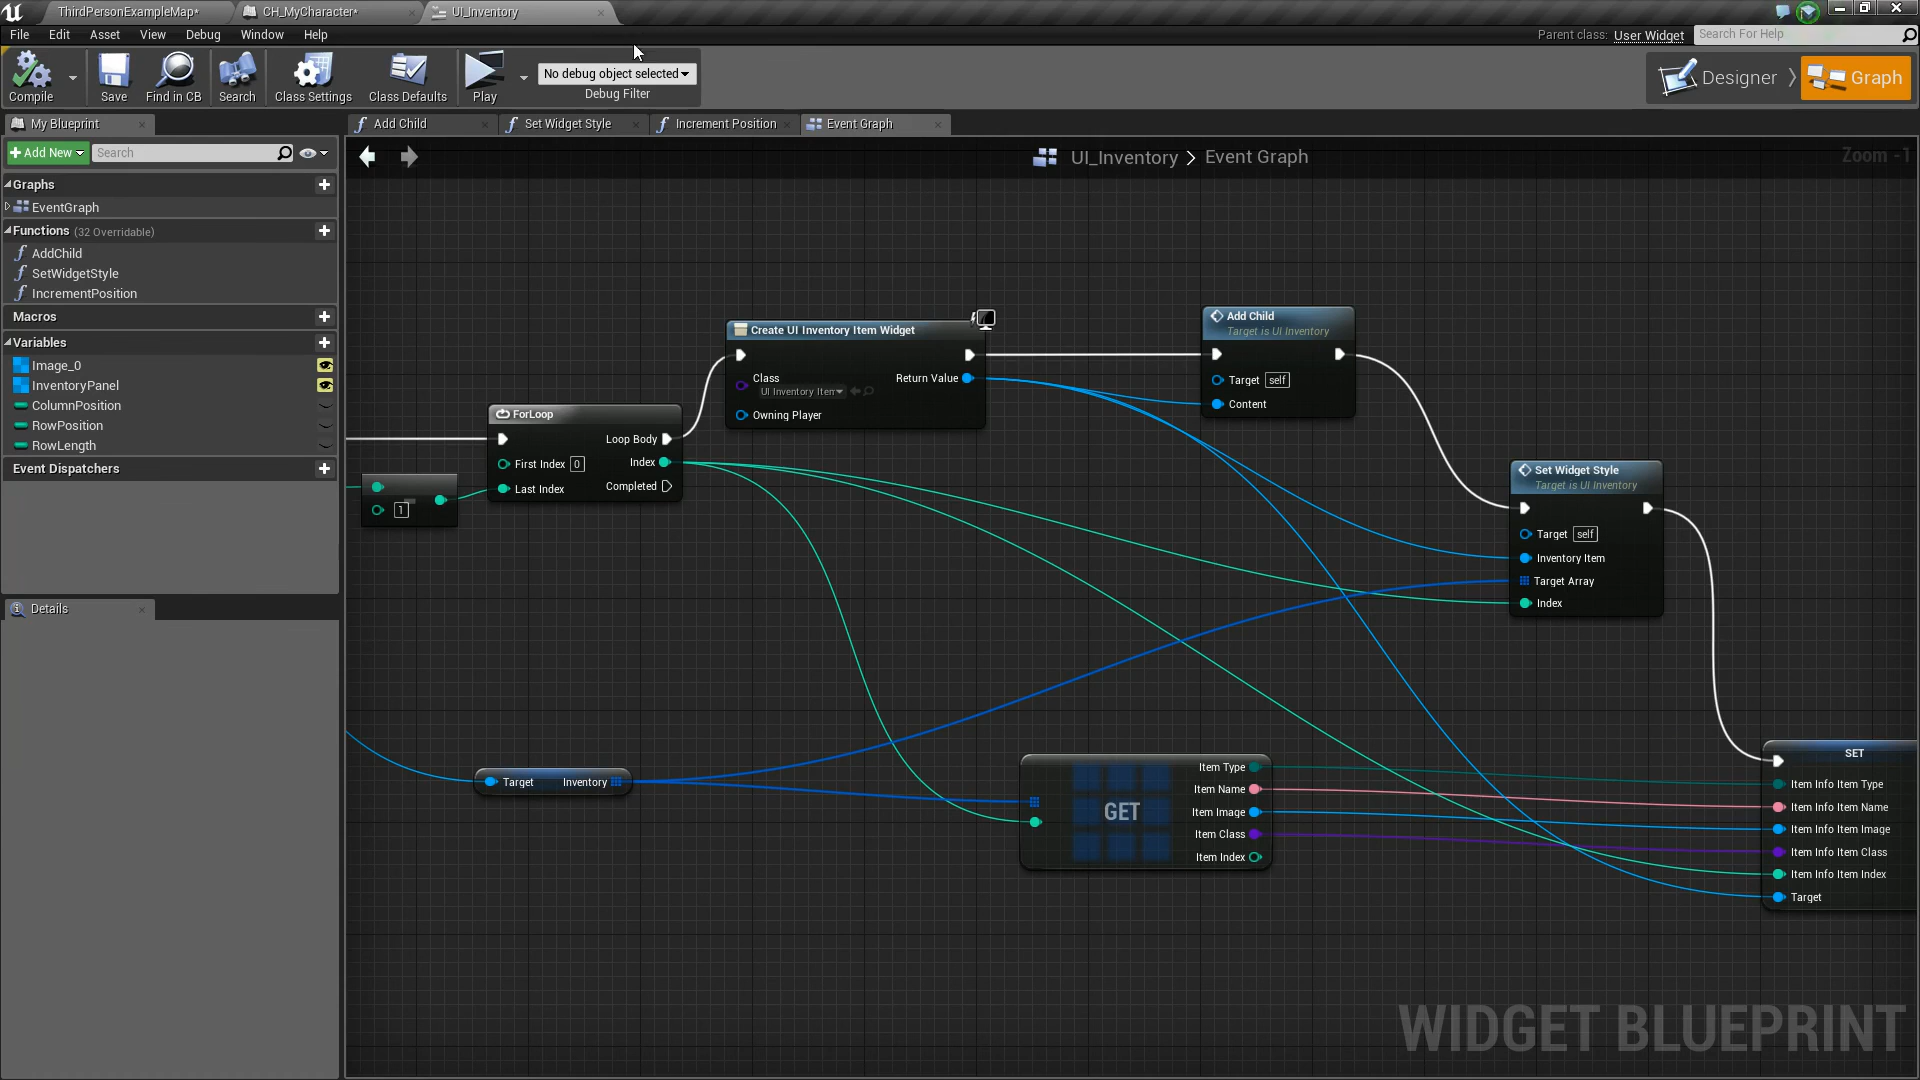 ThirdPersonExampleMap*
CH_MyCharacter*
UI_Inventory
File Edit Asset View Debug Window Help
Parent class: User Widget
Search For Help
Compile
Save
Find in CB
Search
Class Settings
Class Defaults
Play
No debug object selected
Debug Filter
Designer
Graph
My Blueprint
Add Child
Set Widget Style
Increment Position
Event Graph
Add New
Search
UI_Inventory > Event Graph
Zoom -1
Graphs
EventGraph
Functions (32 Overridable)
AddChild
SetWidgetStyle
IncrementPosition
Macros
Variables
Image_0
InventoryPanel
ColumnPosition
RowPosition
RowLength
Event Dispatchers
Details
1
ForLoop
Loop Body
First Index 0
Index
Last Index
Completed
Create UI Inventory Item Widget
Class
UI Inventory Item
Return Value
Owning Player
Add Child
Target is UI Inventory
Target self
Content
Set Widget Style
Target is UI Inventory
Target self
Inventory Item
Target Array
Index
Target Inventory
GET
Item Type
Item Name
Item Image
Item Class
Item Index
SET
Item Info Item Type
Item Info Item Name
Item Info Item Image
Item Info Item Class
Item Info Item Index
Target
WIDGET BLUEPRINT